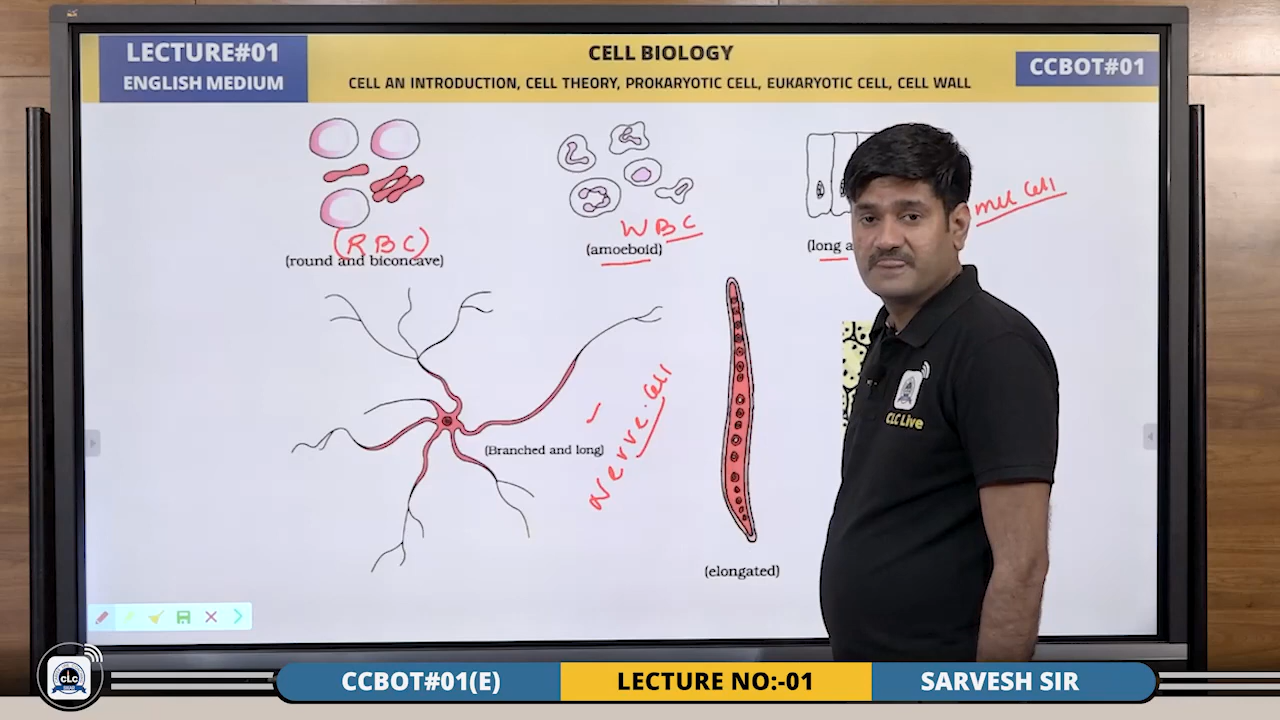 LECTURE#01
ENGLISH MEDIUM
CELL BIOLOGY
CELL AN INTRODUCTION, CELL THEORY, PROKARYOTIC CELL, EUKARYOTIC CELL, CELL WALL
CCBOT#01
(RBC)
(round and biconcave)
WBC
(amoeboid)
Cell
(long a
Nerve.Cell
(Branched and long)
(elongated)
CLC Live
CLC
CCBOT#01(E)
LECTURE NO:-01
SARVESH SIR